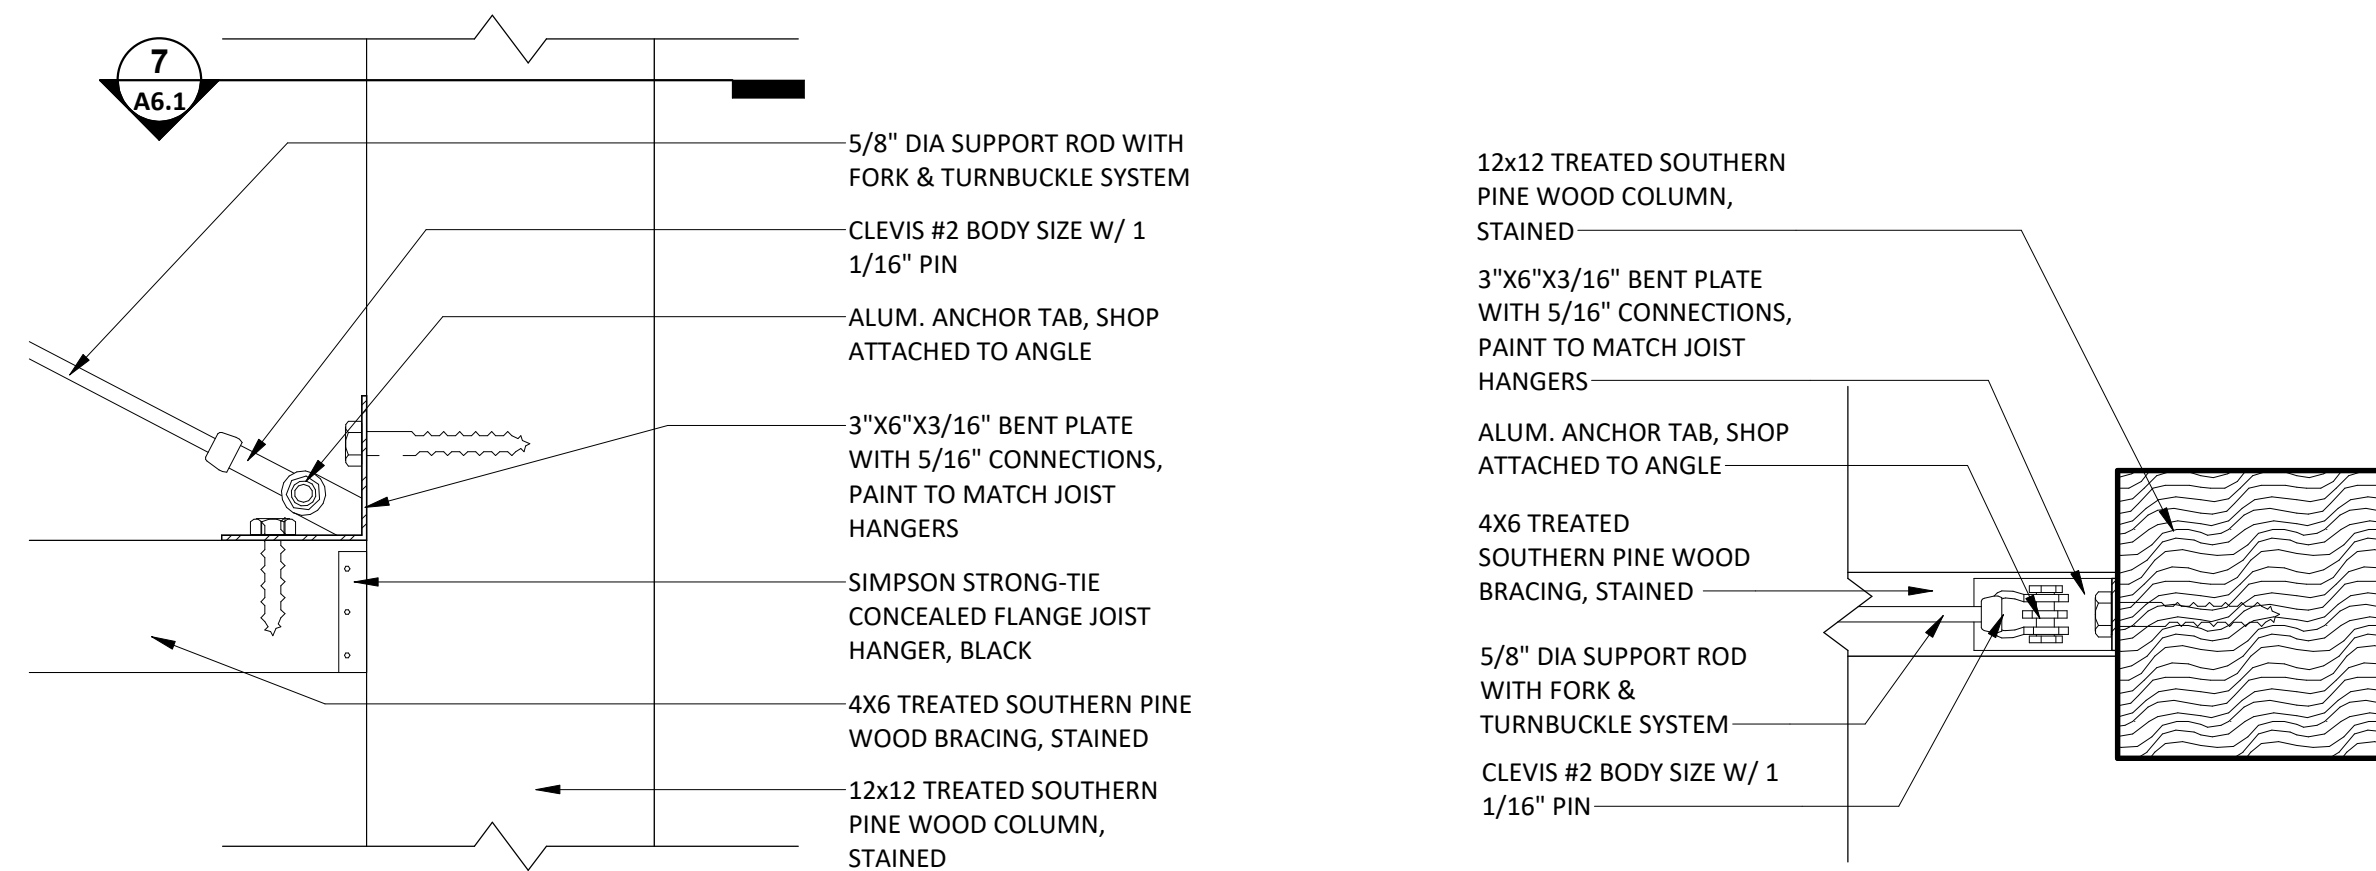 7
A6.1
5/8" DIA SUPPORT ROD WITH
FORK & TURNBUCKLE SYSTEM
CLEVIS #2 BODY SIZE W/ 1
1/16" PIN
ALUM. ANCHOR TAB, SHOP
ATTACHED TO ANGLE
3"X6"X3/16" BENT PLATE
WITH 5/16" CONNECTIONS,
PAINT TO MATCH JOIST
HANGERS
SIMPSON STRONG-TIE
CONCEALED FLANGE JOIST
HANGER, BLACK
4X6 TREATED SOUTHERN PINE
WOOD BRACING, STAINED
12x12 TREATED SOUTHERN
PINE WOOD COLUMN,
STAINED
12x12 TREATED SOUTHERN
PINE WOOD COLUMN,
STAINED
3"X6"X3/16" BENT PLATE
WITH 5/16" CONNECTIONS,
PAINT TO MATCH JOIST
HANGERS
ALUM. ANCHOR TAB, SHOP
ATTACHED TO ANGLE
4X6 TREATED
SOUTHERN PINE WOOD
BRACING, STAINED
5/8" DIA SUPPORT ROD
WITH FORK &
TURNBUCKLE SYSTEM
CLEVIS #2 BODY SIZE W/ 1
1/16" PIN